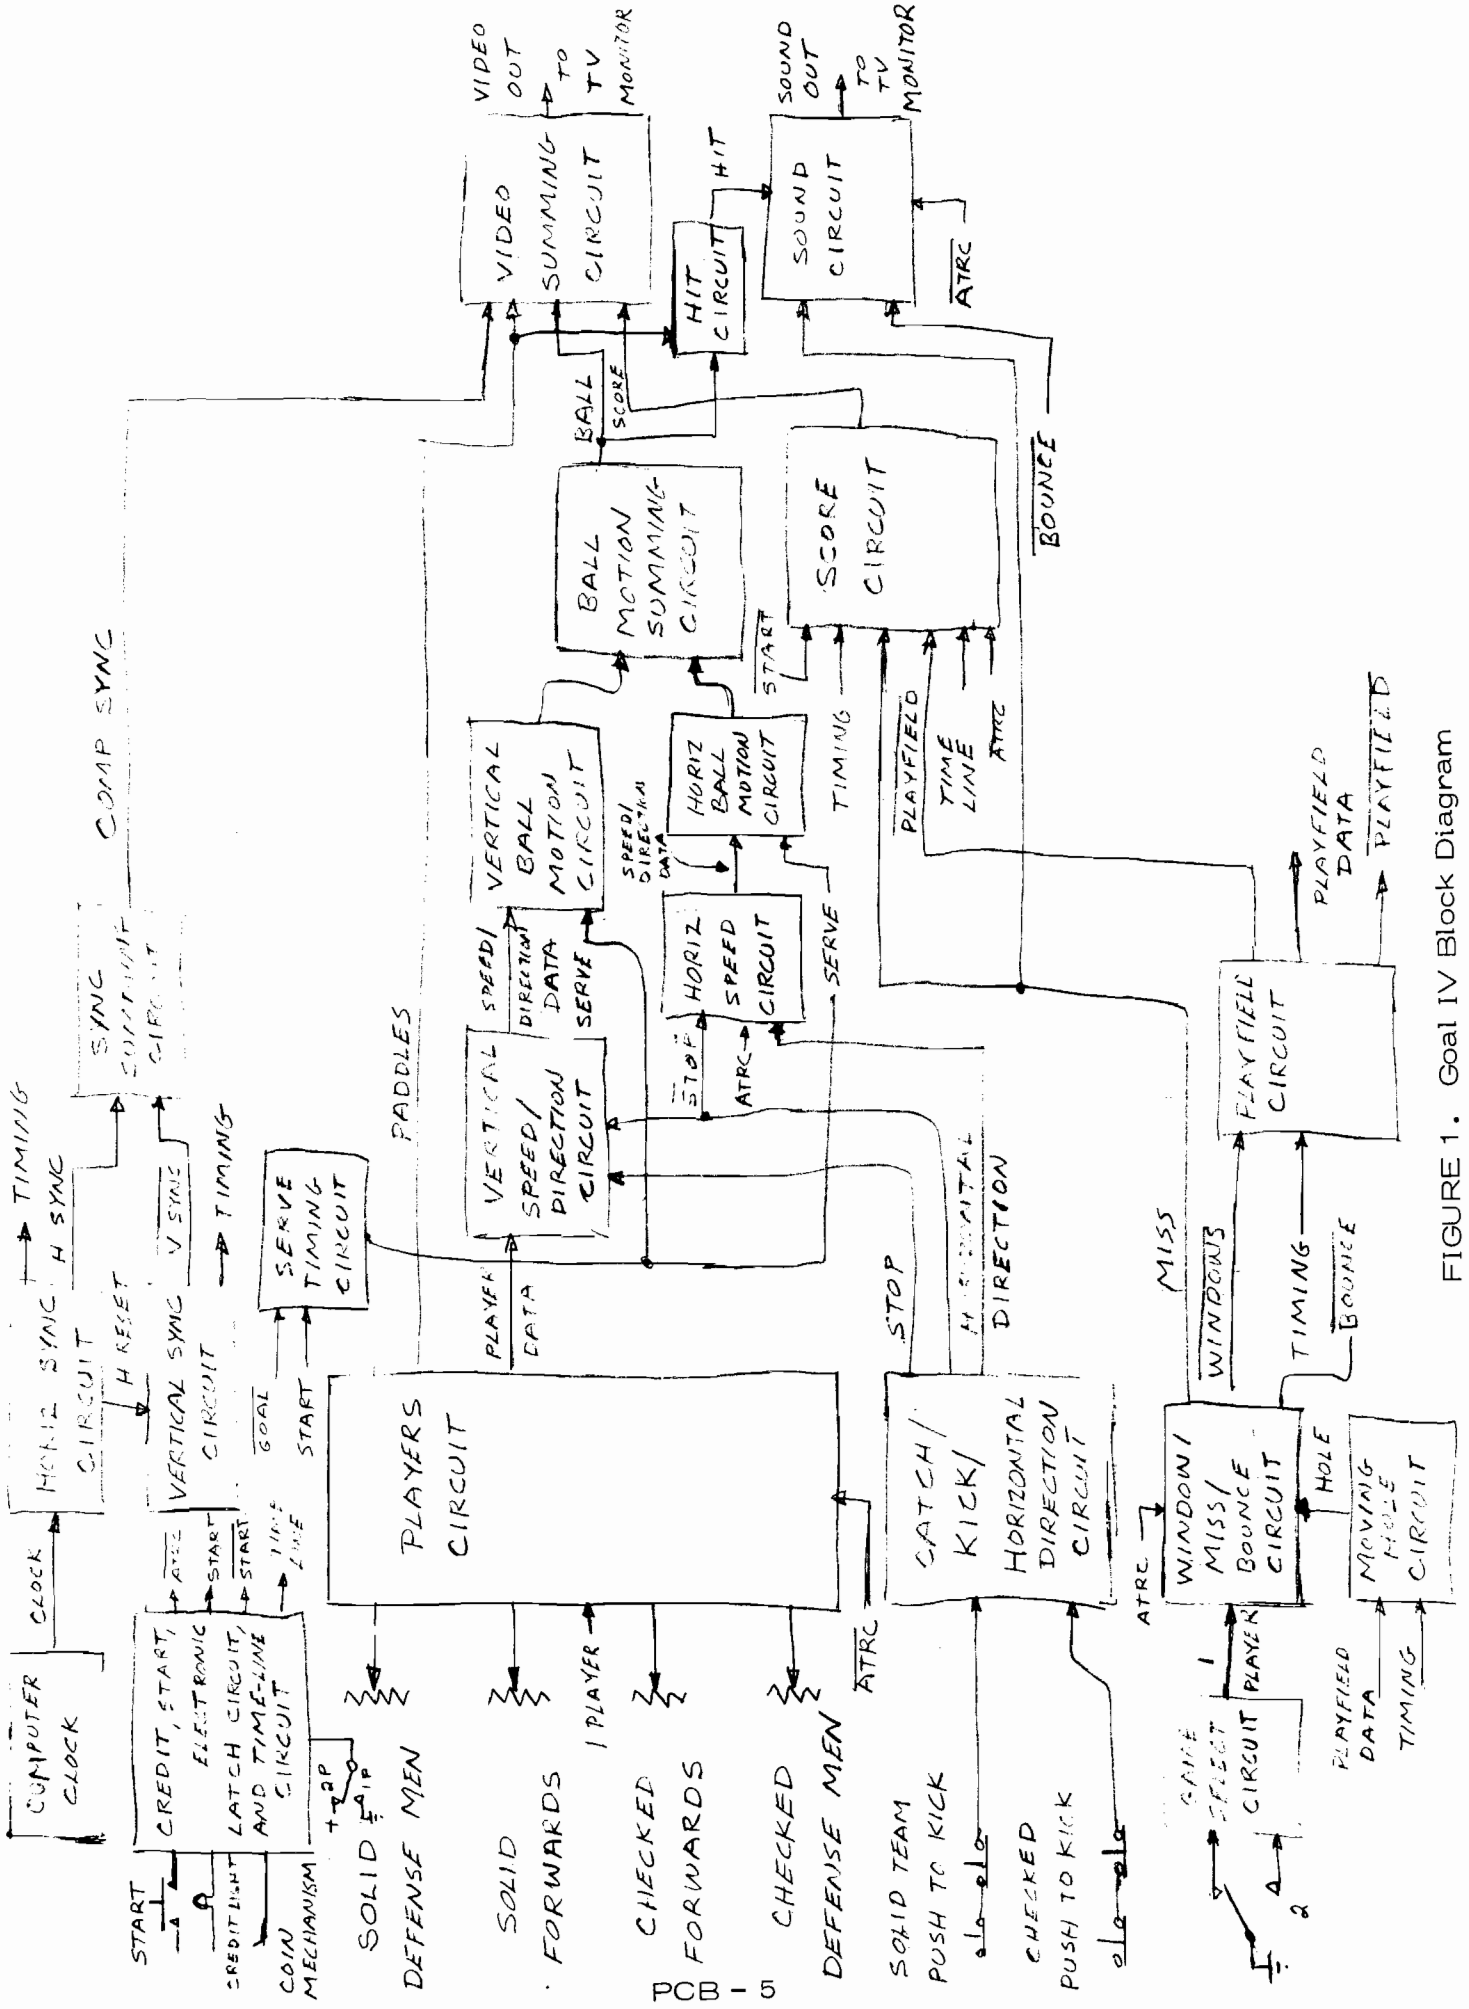 COMPUTER
CLOCK
CLOCK
HORIZ SYNC
CIRCUIT
TIMING
H SYNC
H RESET
VERTICAL SYNC
CIRCUIT
V SYNC
TIMING
SYNC
CIRCUIT
COMP SYNC
START
CREDIT LIGHT
COIN
MECHANISM
CREDIT, START,
ELECTRONIC
LATCH CIRCUIT,
AND TIME-LINE
CIRCUIT
ATRC
START
START
TIME
LINE
+ 2P
1P
GOAL
START
SERVE
TIMING
CIRCUIT
SOLID
DEFENSE MEN
SOLID
FORWARDS
1 PLAYER
CHECKED
FORWARDS
CHECKED
DEFENSE MEN
ATRC
PLAYERS
CIRCUIT
PADDLES
PLAYER
DATA
VERTICAL
SPEED/
DIRECTION
CIRCUIT
SPEED/
DIRECTION
DATA
SERVE
VERTICAL
BALL
MOTION
CIRCUIT
STOP
ATRC
HORIZ
SPEED
CIRCUIT
SPEED/
DIRECTION
DATA
HORIZ
BALL
MOTION
CIRCUIT
SERVE
BALL
MOTION
SUMMING
CIRCUIT
BALL
SCORE
VIDEO
SUMMING
CIRCUIT
VIDEO
OUT
TO
TV
MONITOR
HIT
CIRCUIT
HIT
SOUND
CIRCUIT
SOUND
OUT
TO
TV
MONITOR
ATRC
BOUNCE
START
TIMING
PLAYFIELD
TIME
LINE
ATRC
SCORE
CIRCUIT
SOLID TEAM
PUSH TO KICK
CHECKED
PUSH TO KICK
CATCH/
KICK/
HORIZONTAL
DIRECTION
CIRCUIT
STOP
HORIZONTAL
DIRECTION
2
GAME
SELECT
CIRCUIT
1
PLAYER
ATRC
WINDOW/
MISS/
BOUNCE
CIRCUIT
MISS
WINDOWS
TIMING
BOUNCE
HOLE
PLAYFIELD
DATA
TIMING
MOVING
HOLE
CIRCUIT
PLAYFIELD
CIRCUIT
PLAYFIELD
DATA
PLAYFIELD
FIGURE 1. Goal IV Block Diagram
PCB - 5